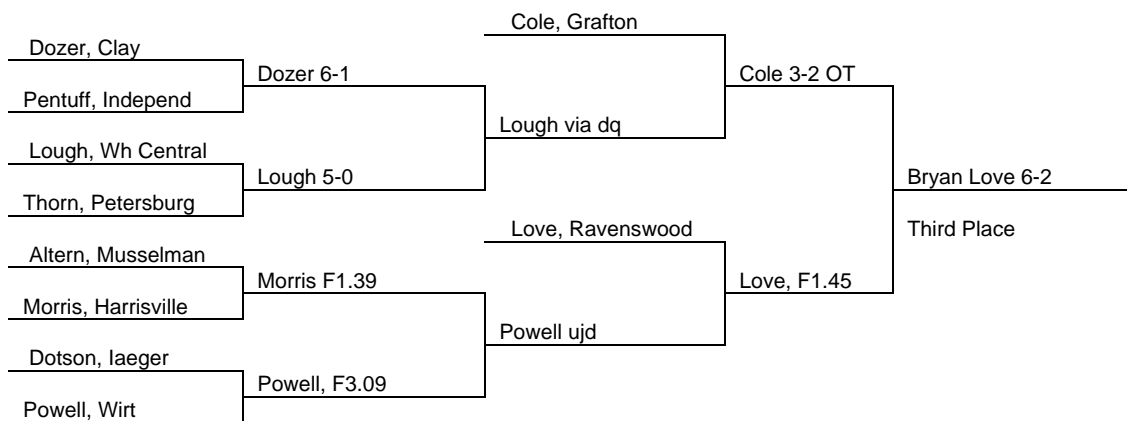 Cole, Grafton
Dozer, Clay
Dozer 6-1
Cole 3-2 OT
Pentuff, Independ
Lough via dq
Lough, Wh Central
Lough 5-0
Bryan Love 6-2
Thorn, Petersburg
Love, Ravenswood
Third Place
Altern, Musselman
Morris F1.39
Love, F1.45
Morris, Harrisville
Powell ujd
Dotson, Iaeger
Powell, F3.09
Powell, Wirt